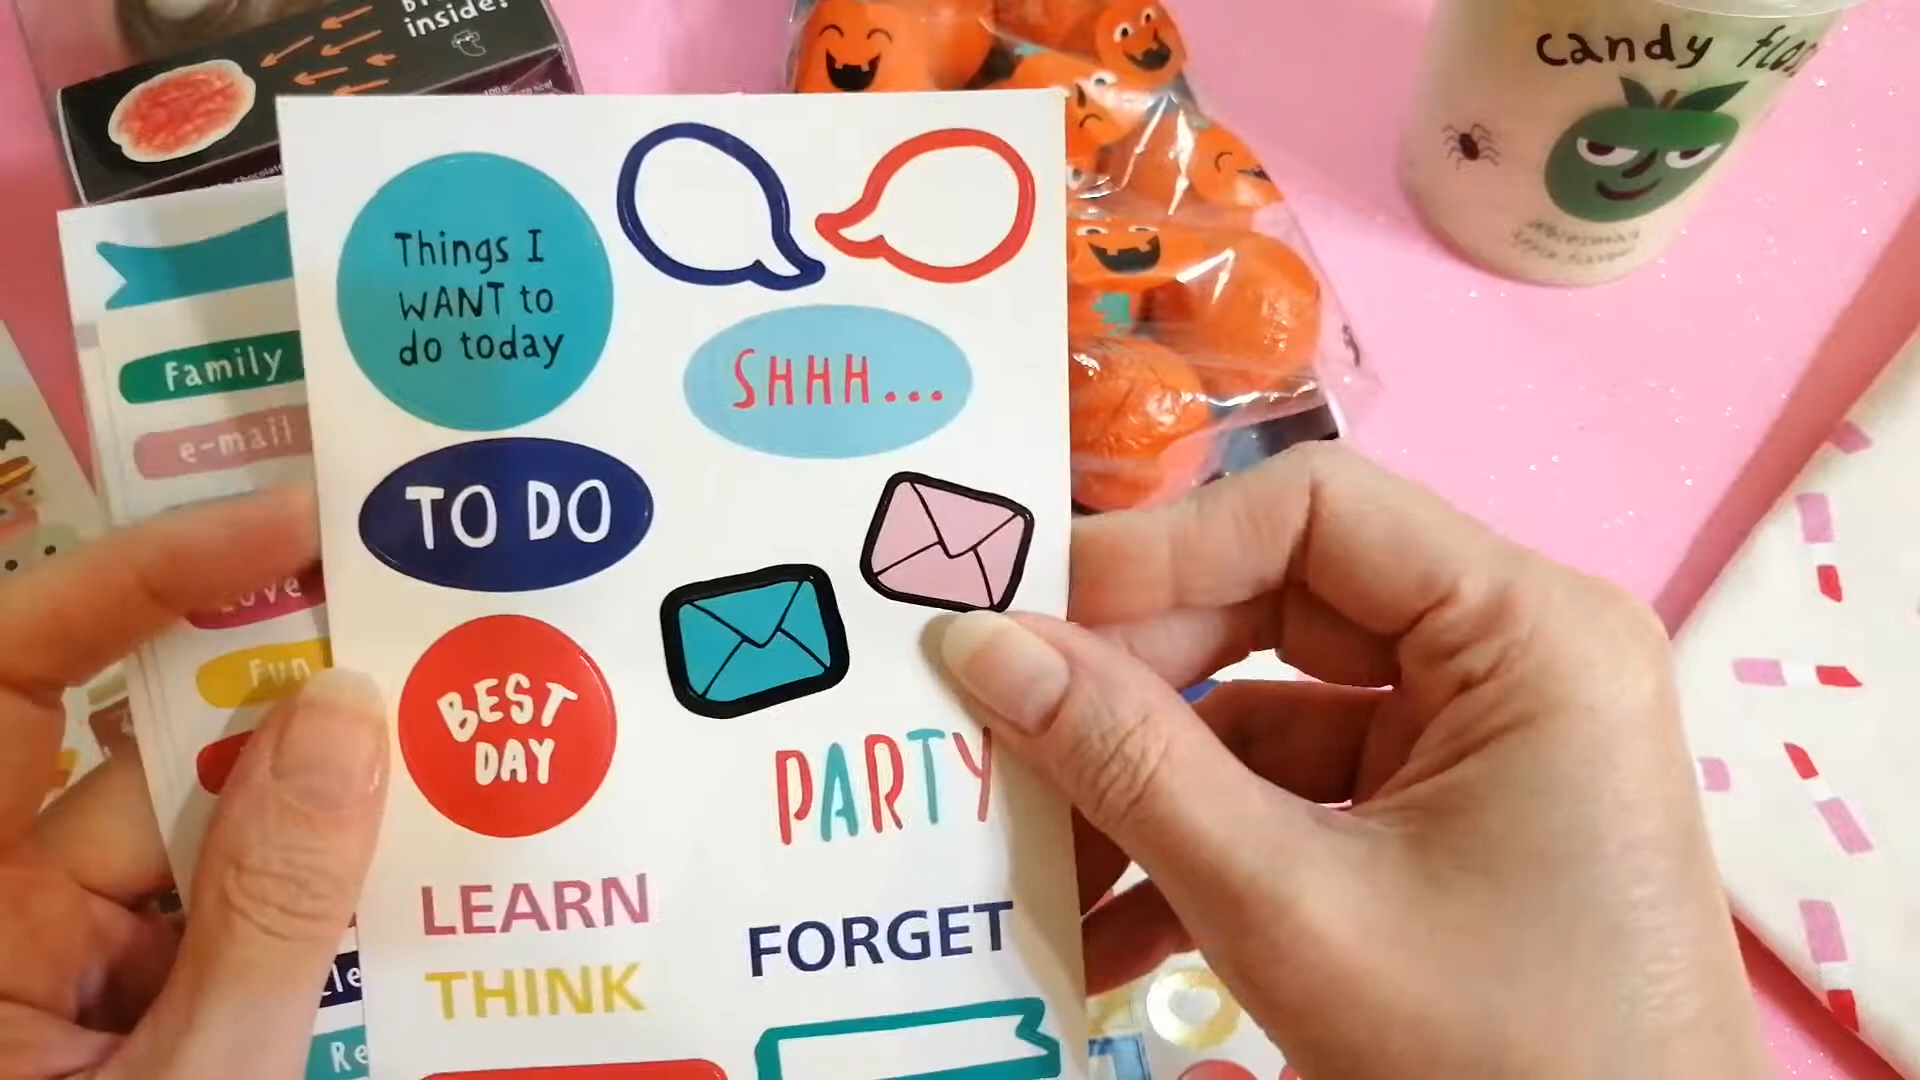 inside!
candy
Things I
WANT to
do today
SHHH...
Family
e-mail
TO DO
Love
Fun
BEST
DAY
PARTY
LEARN
THINK
FORGET